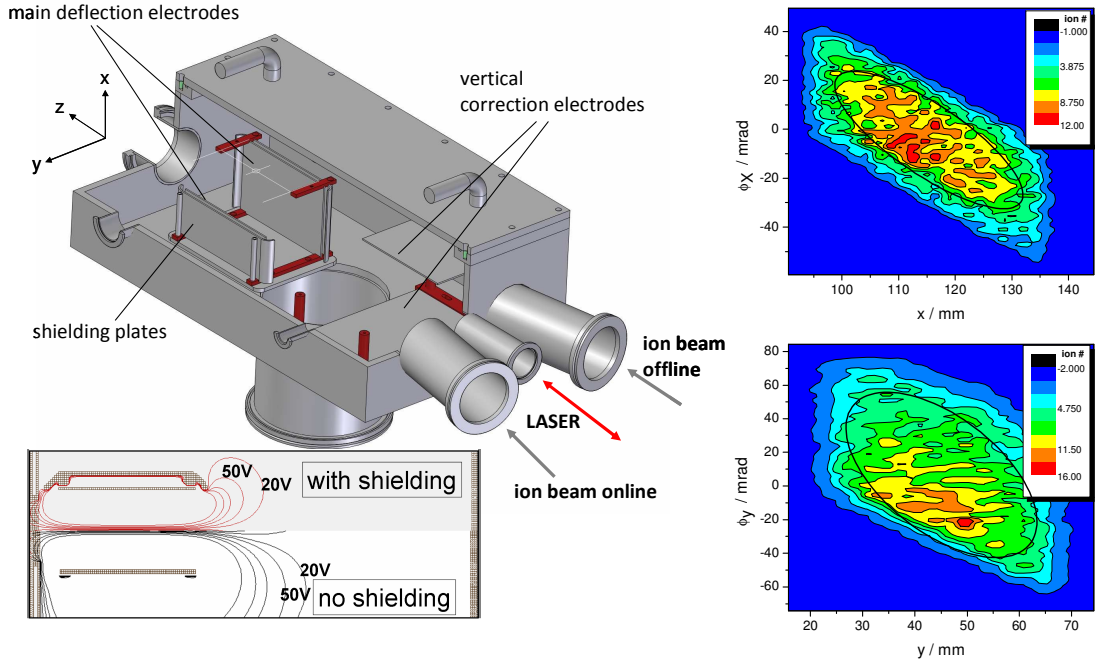 main deflection electrodes
x
z
y
vertical
correction electrodes
shielding plates
ion beam
offline
LASER
ion beam online
50V
20V
with shielding
20V
50V
no shielding
ion #
-1.000
3.875
8.750
12.00
40
20
0
-20
-40
ϕX / mrad
100
110
120
130
140
x / mm
ion #
-2.000
4.750
11.50
16.00
80
60
40
20
0
-20
-40
-60
ϕy / mrad
20
30
40
50
60
70
y / mm